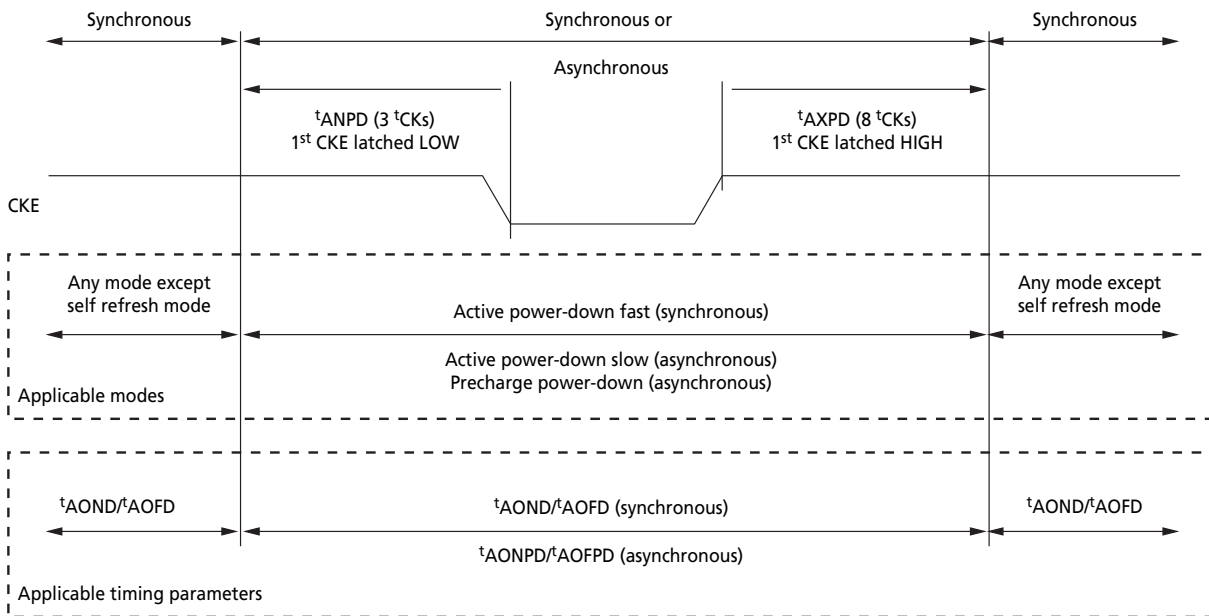 Synchronous
Synchronous or
Asynchronous
Synchronous
tANPD (3 tCKs)
1st CKE latched LOW
tAXPD (8 tCKs)
1st CKE latched HIGH
CKE
Any mode except
self refresh mode
Active power-down fast (synchronous)
Active power-down slow (asynchronous)
Precharge power-down (asynchronous)
Any mode except
self refresh mode
Applicable modes
tAOND/tAOFD
tAOND/tAOFD (synchronous)
tAONPD/tAOFPD (asynchronous)
tAOND/tAOFD
Applicable timing parameters